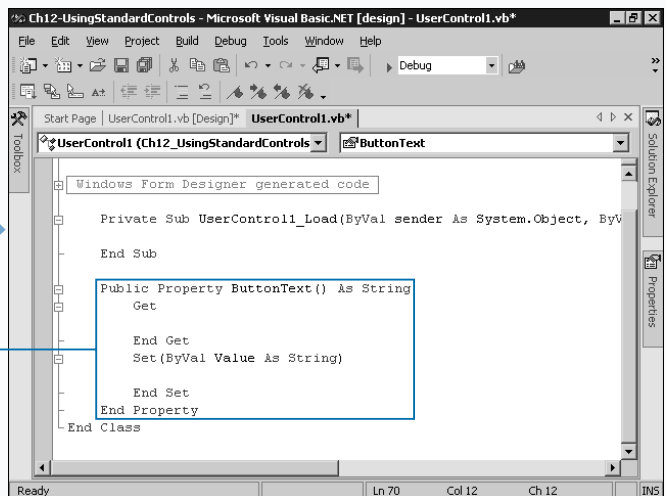 Ch12-UsingStandardControls - Microsoft Visual Basic.NET [design] - UserControl1.vb*
File Edit View Project Build Debug Tools Window Help
Debug
Start Page UserControl1.vb [Design]* UserControl1.vb*
UserControl1 (Ch12_UsingStandardControls ButtonText
Toolbox
Solution Explorer
Properties
Windows Form Designer generated code
Private Sub UserControl1_Load(ByVal sender As System.Object, ByV
End Sub
Public Property ButtonText() As String
Get
End Get
Set(ByVal Value As String)
End Set
End Property
End Class
Ready Ln 70 Col 12 Ch 12 INS